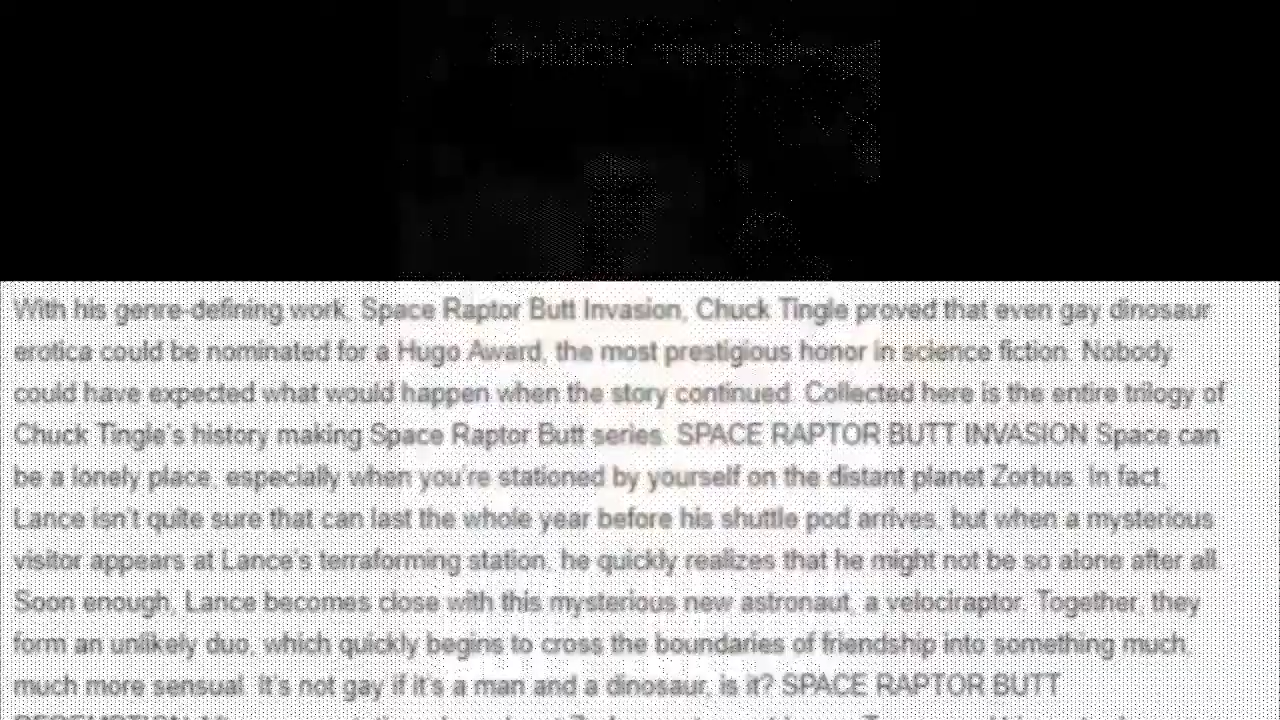 CHUCK TINGLE
With his genre-defining work, Space Raptor Butt Invasion, Chuck Tingle proved that even gay dinosaur
erotica could be nominated for a Hugo Award, the most prestigious honor in science fiction. Nobody
could have expected what would happen when the story continued. Collected here is the entire trilogy of
Chuck Tingle's history making Space Raptor Butt series. SPACE RAPTOR BUTT INVASION Space can
be a lonely place, especially when you're stationed by yourself on the distant planet Zorbus. In fact,
Lance isn't quite sure that can last the whole year before his shuttle pod arrives, but when a mysterious
visitor appears at Lance's terraforming station, he quickly realizes that he might not be so alone after all.
Soon enough, Lance becomes close with this mysterious new astronaut, a velociraptor. Together, they
form an unlikely duo, which quickly begins to cross the boundaries of friendship into something much,
much more sensual. It's not gay if it's a man and a dinosaur, is it? SPACE RAPTOR BUTT